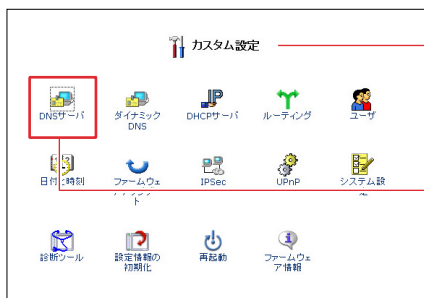 カスタム設定
DNSサーバ
ダイナミック
DNS
DHCPサーバ
ルーティング
ユーザ
日付と時刻
ファームウェ
ト
IPSec
UPnP
システム設
定
診断ツール
設定情報の
初期化
再起動
ファームウェ
ア情報